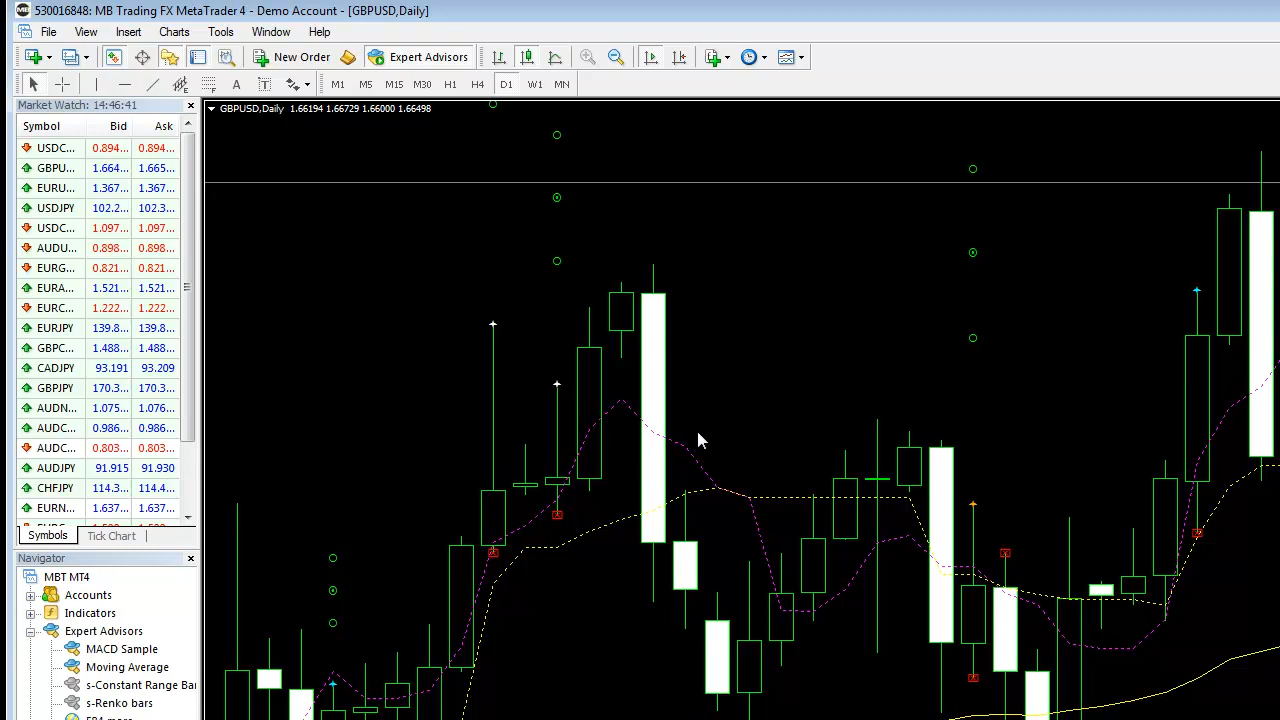 530016848: MB Trading FX MetaTrader 4 - Demo Account - [GBPUSD,Daily]
File View Insert Charts Tools Window Help
New Order Expert Advisors
A T M1 M5 M15 M30 H1 H4 D1 W1 MN
Market Watch: 14:46:41
Symbol Bid Ask
USDC... 0.894... 0.894...
GBPU... 1.664... 1.665...
EURU... 1.367... 1.367...
USDJPY 102.2... 102.3...
USDC... 1.097... 1.097...
AUDU... 0.898... 0.898...
EURG... 0.821... 0.821...
EURA... 1.521... 1.521...
EURC... 1.222... 1.222...
EURJPY 139.8... 139.8...
GBPC... 1.488... 1.488...
CADJPY 93.191 93.209
GBPJPY 170.3... 170.3...
AUDN... 1.075... 1.076...
AUDC... 0.986... 0.986...
AUDC... 0.803... 0.803...
AUDJPY 91.915 91.930
CHFJPY 114.3... 114.4...
EURN... 1.637... 1.637...
Symbols Tick Chart
Navigator
MBT MT4
Accounts
Indicators
Expert Advisors
MACD Sample
Moving Average
s-Constant Range Bar
s-Renko bars
584 more
GBPUSD,Daily 1.66194 1.66729 1.66000 1.66498